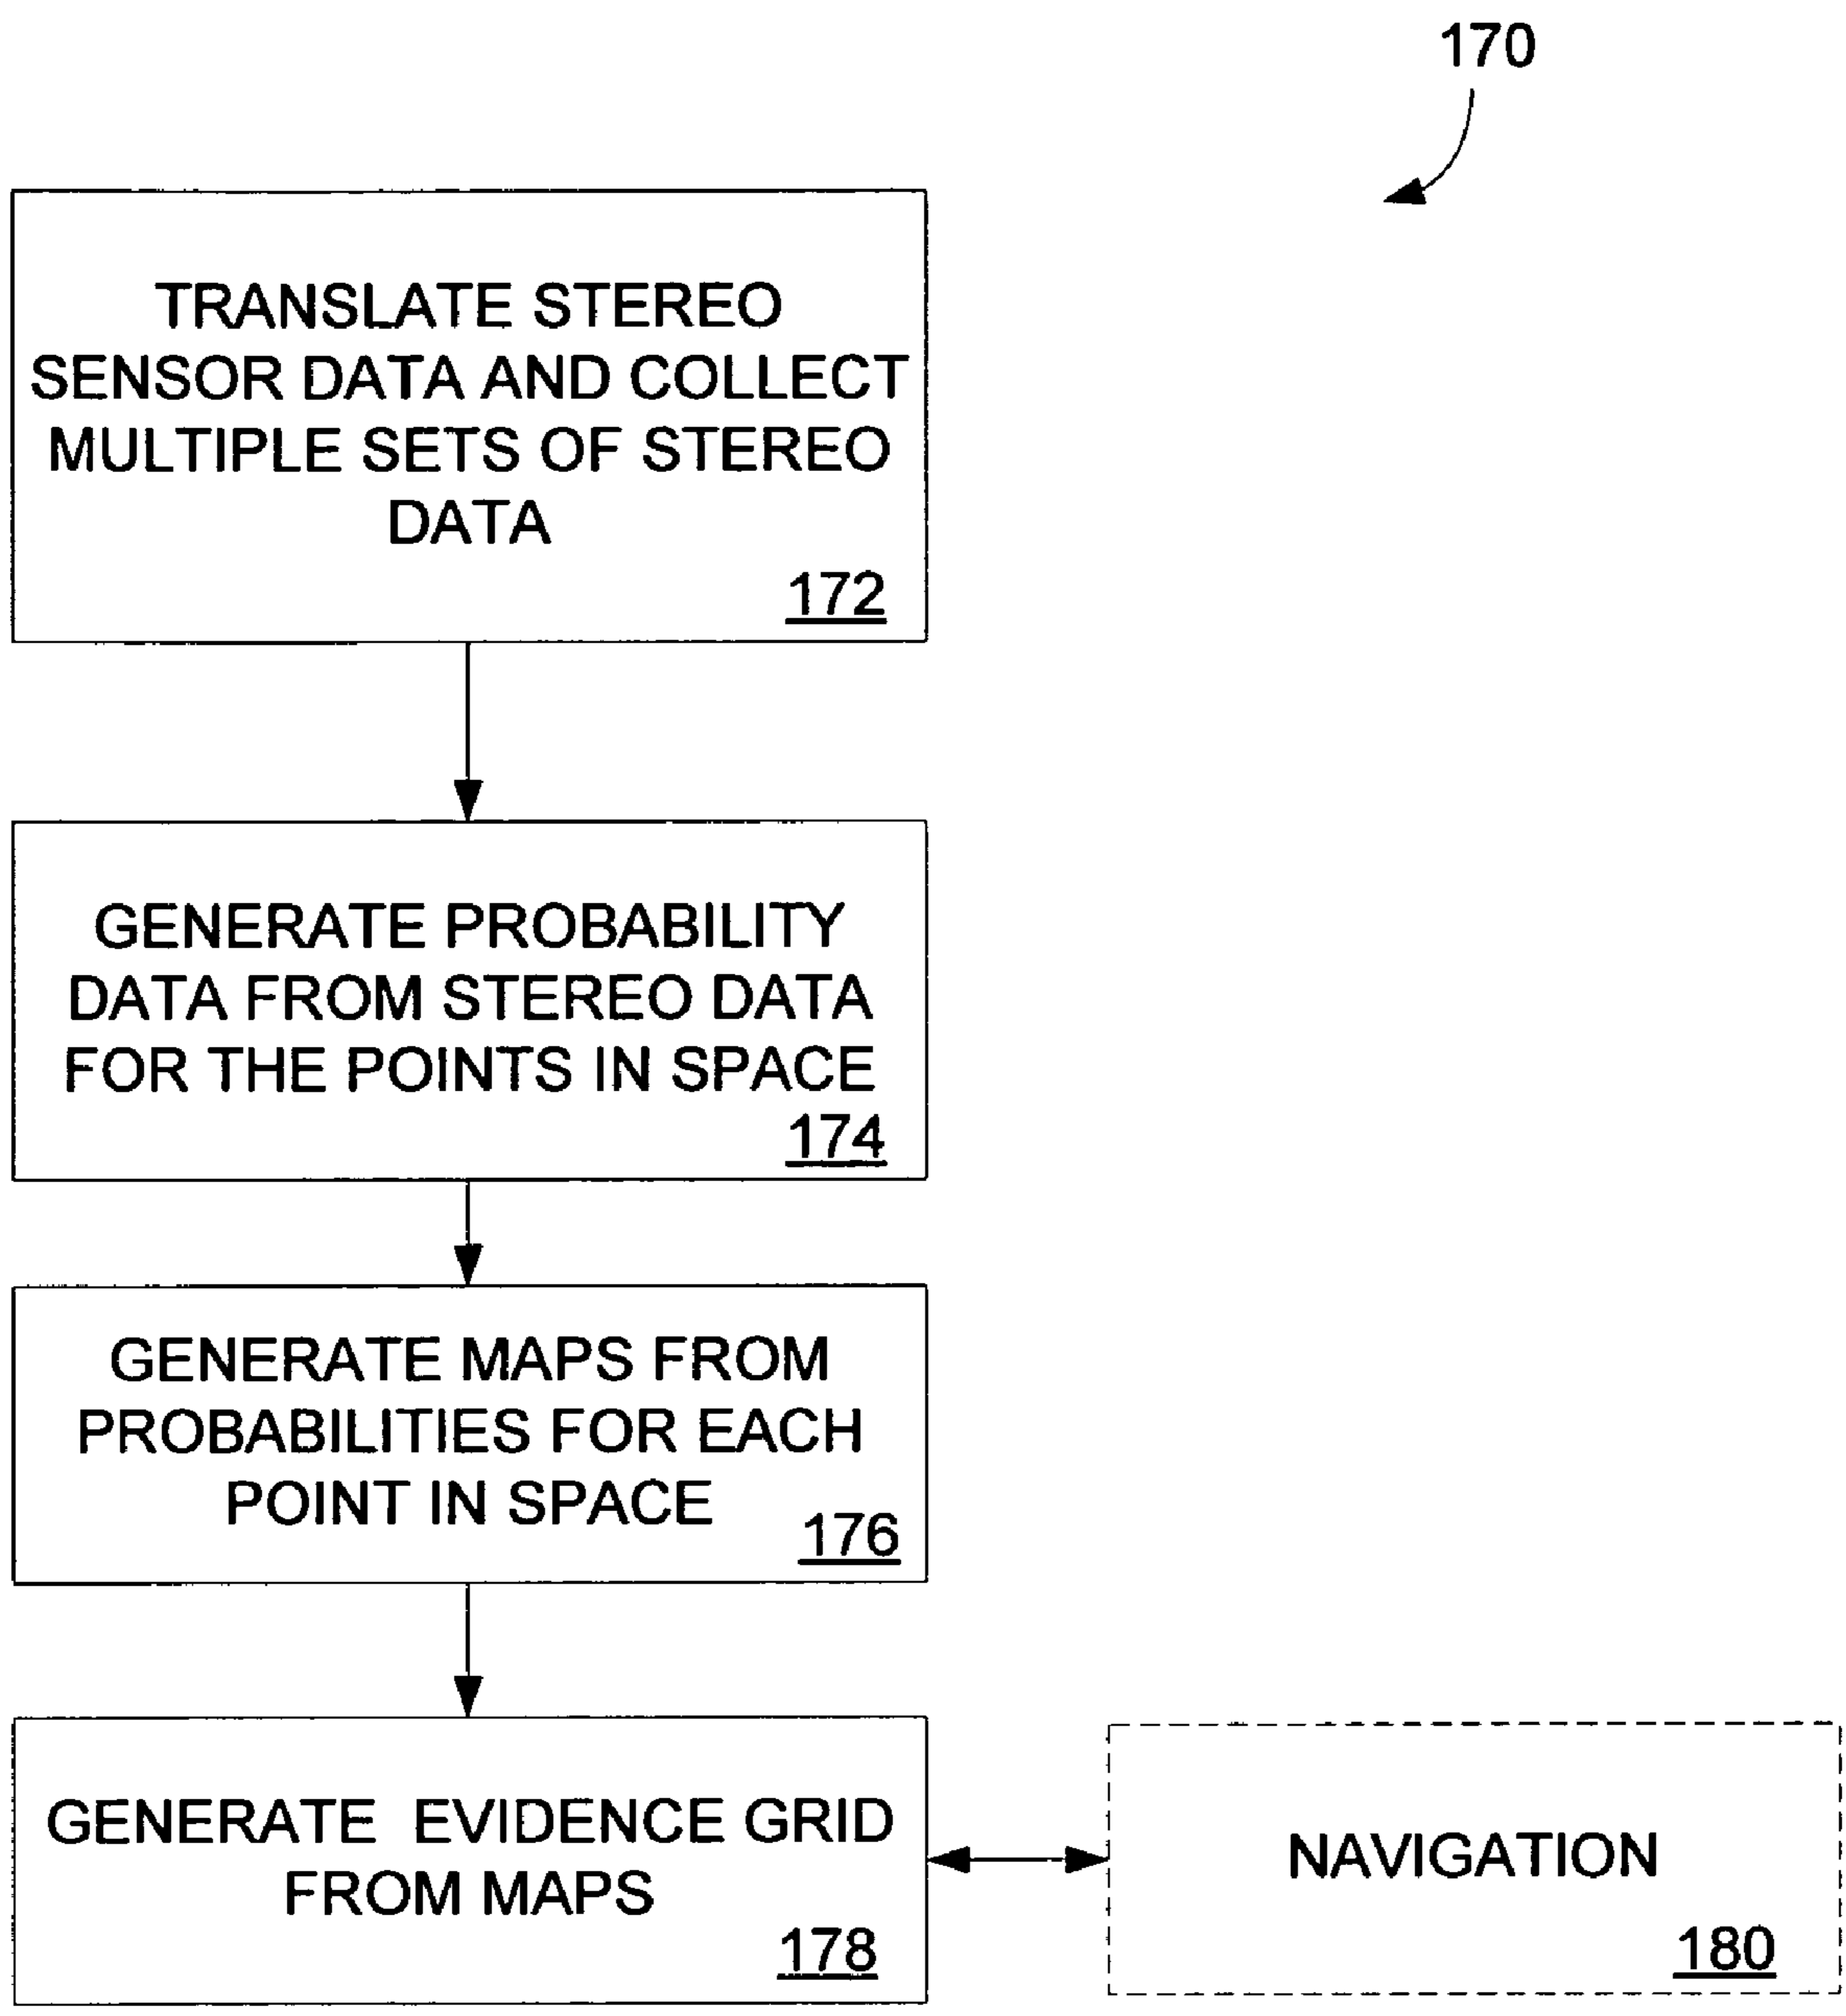 170
TRANSLATE STEREO
SENSOR DATA AND COLLECT
MULTIPLE SETS OF STEREO
DATA
172
GENERATE PROBABILITY
DATA FROM STEREO DATA
FOR THE POINTS IN SPACE
174
GENERATE MAPS FROM
PROBABILITIES FOR EACH
POINT IN SPACE
176
GENERATE EVIDENCE GRID
FROM MAPS
178
NAVIGATION
180